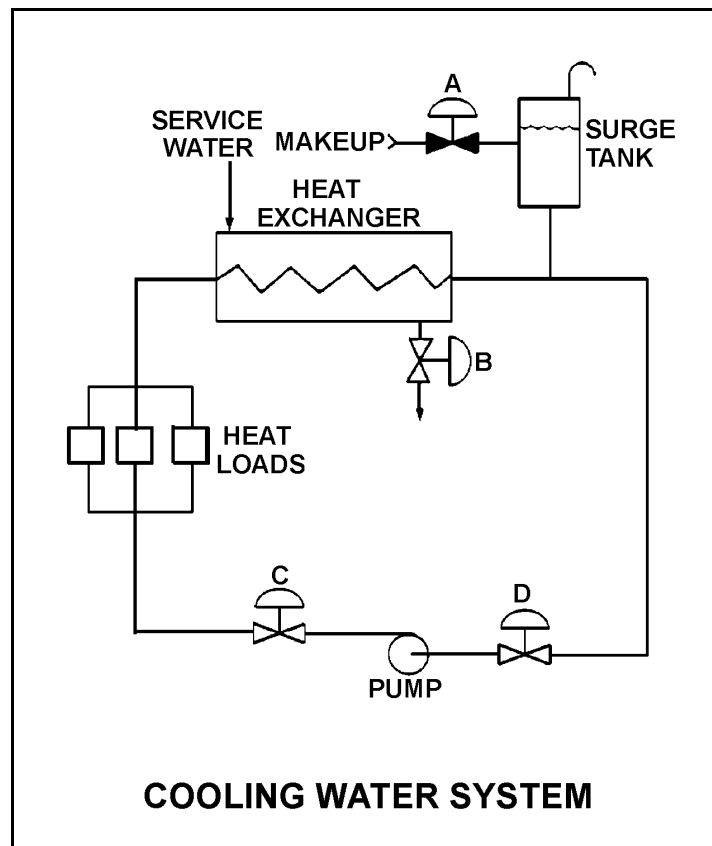 A
SERVICE
WATER
MAKEUP
SURGE
TANK
HEAT
EXCHANGER
B
HEAT
LOADS
C
D
PUMP
COOLING WATER SYSTEM